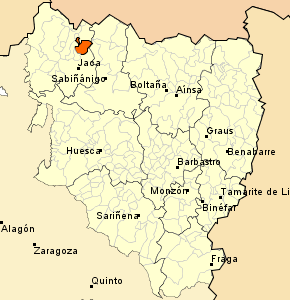 Jaca
Sabiñánigo
Boltaña
Aínsa
Graus
Huesca
Benabarre
Barbastro
Monzón
Tamarite de Li
Binéfar
Sariñena
Alagón
Zaragoza
Fraga
Quinto